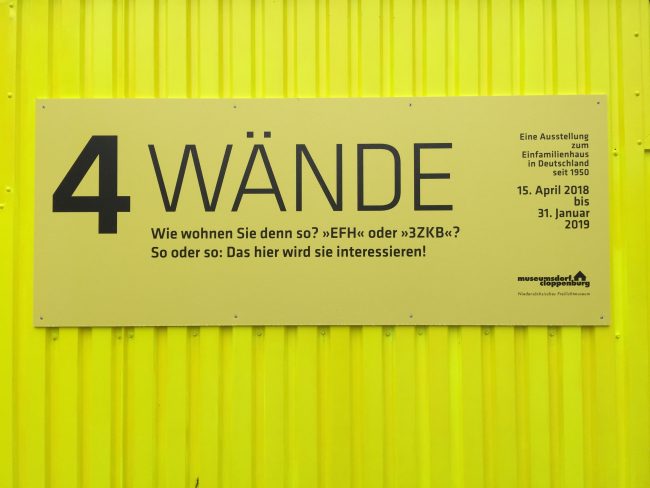 4 WÄNDE
Wie wohnen Sie denn so? »EFH« oder »3ZKB«?
So oder so: Das hier wird sie interessieren!
Eine Ausstellung
zum
Einfamilienhaus
in Deutschland
seit 1950
15. April 2018
bis
31. Januar
2019
museumsdorf
cloppenburg
Niedersächsisches Freilichtmuseum